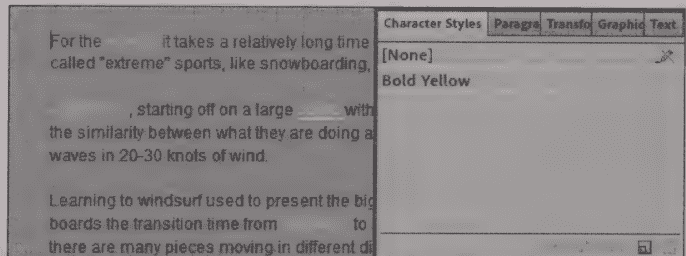 Character Styles Paragra Transfo Graphic Text
[None]
Bold Yellow
For the it takes a relatively long time
called "extreme" sports, like snowboarding,
, starting off on a large with
the similarity between what they are doing a
waves in 20-30 knots of wind.
Learning to windsurf used to present the big
boards the transition time from to
there are many pieces moving in different di